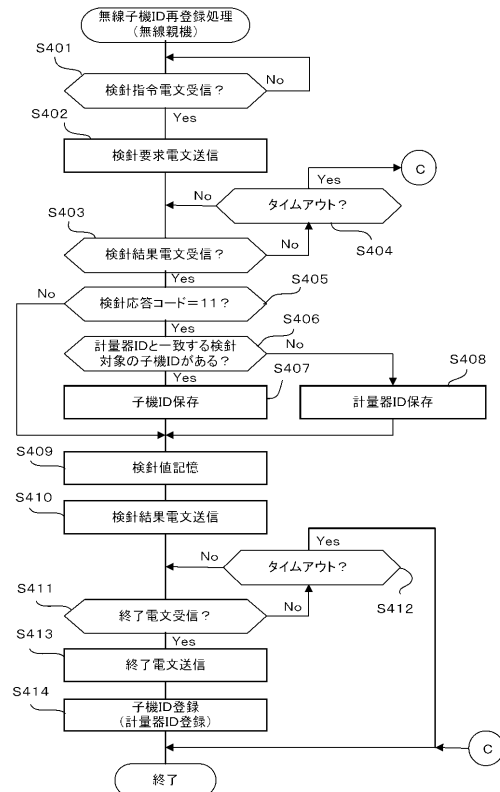 無線子機ID再登録処理
(無線親機)
S401
検針指令電文受信？
No
Yes
S402
検針要求電文送信
C
Yes
No
タイムアウト？
S403
S404
検針結果電文受信？
No
Yes
S405
No
検針応答コード＝11？
Yes
S406
計量器IDと一致する検針
対象の子機IDがある？
No
Yes
S407
S408
子機ID保存
計量器ID保存
S409
検針値記憶
S410
検針結果電文送信
Yes
No
タイムアウト？
S411
S412
終了電文受信？
No
Yes
S413
終了電文送信
S414
子機ID登録
(計量器ID登録)
C
終了